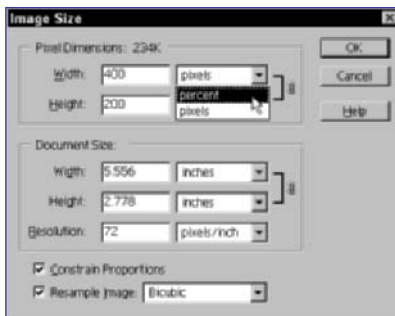 Image Size
Pixel Dimensions: 234K
OK
Width: 400 pixels
Cancel
percent
Height: 200 pixels
Help
Document Size:
Width: 5.556 inches
Height: 2.778 inches
Resolution: 72 pixels/inch
Constrain Proportions
Resample Image: Bicubic